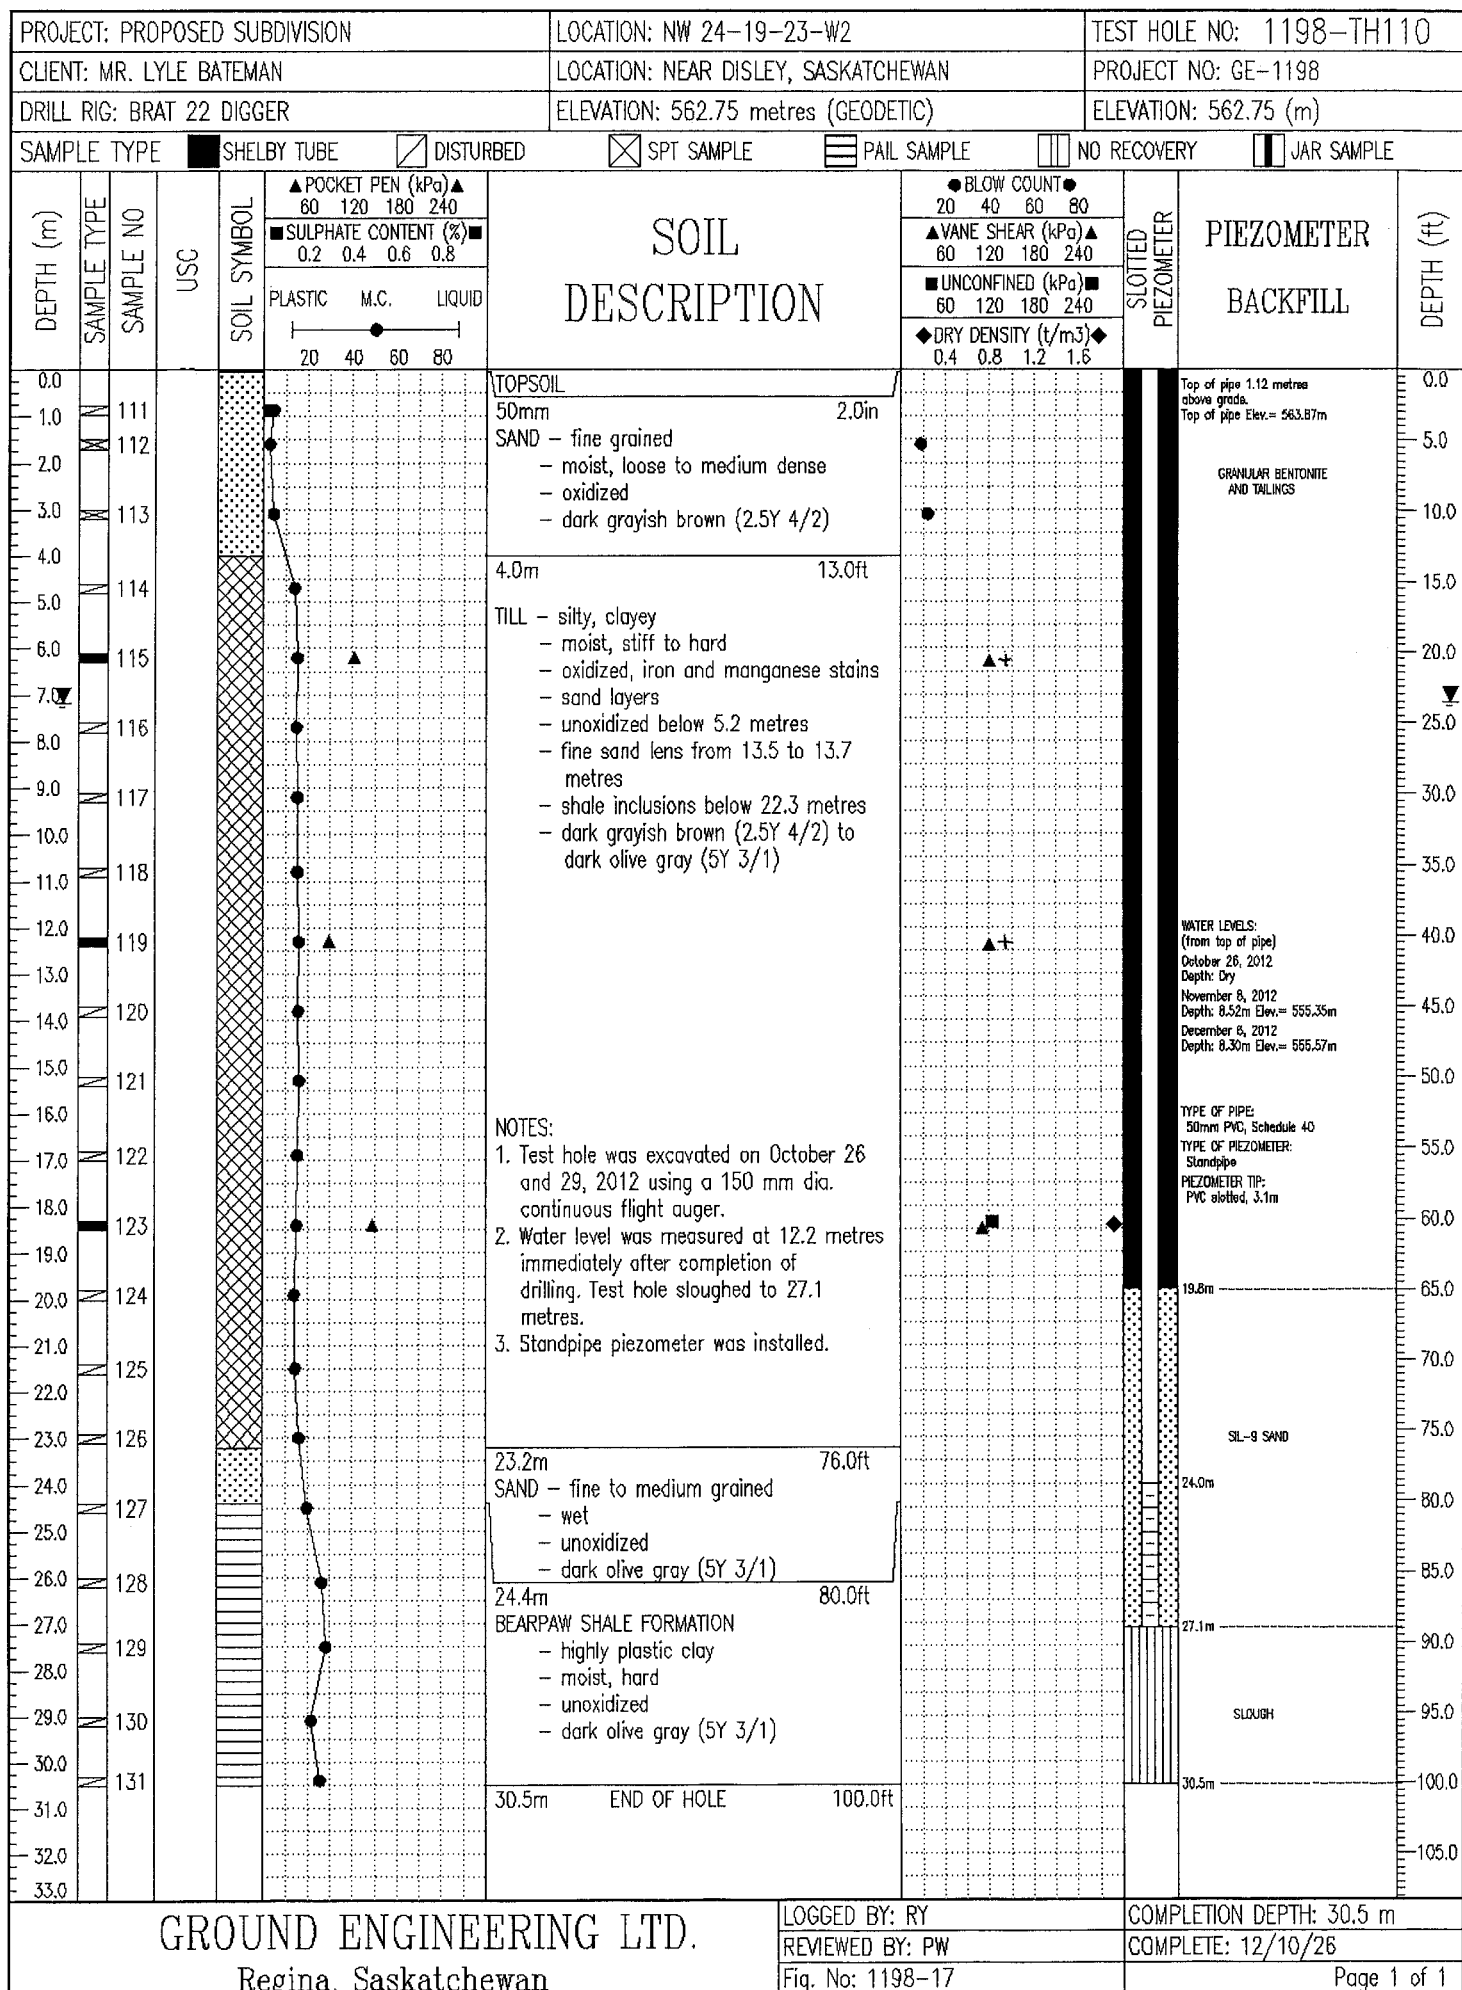 PROJECT: PROPOSED SUBDIVISION
LOCATION: NW 24-19-23-W2
TEST HOLE NO: 1198-TH110
CLIENT: MR. LYLE BATEMAN
LOCATION: NEAR DISLEY, SASKATCHEWAN
PROJECT NO: GE-1198
DRILL RIG: BRAT 22 DIGGER
ELEVATION: 562.75 metres (GEODETIC)
ELEVATION: 562.75 (m)
SAMPLE TYPE
SHELBY TUBE
DISTURBED
SPT SAMPLE
PAIL SAMPLE
NO RECOVERY
JAR SAMPLE
DEPTH (m)
SAMPLE TYPE
SAMPLE NO
USC
SOIL SYMBOL
▲POCKET PEN (kPa)▲
60 120 180 240
■SULPHATE CONTENT (%)■
0.2 0.4 0.6 0.8
PLASTIC M.C. LIQUID
20 40 60 80
SOIL
DESCRIPTION
●BLOW COUNT●
20 40 60 80
▲VANE SHEAR (kPa)▲
60 120 180 240
■UNCONFINED (kPa)■
60 120 180 240
◆DRY DENSITY (t/m3)◆
0.4 0.8 1.2 1.6
SLOTTED
PIEZOMETER
PIEZOMETER
BACKFILL
DEPTH (ft)
0.0
1.0
2.0
3.0
4.0
5.0
6.0
7.0
8.0
9.0
10.0
11.0
12.0
13.0
14.0
15.0
16.0
17.0
18.0
19.0
20.0
21.0
22.0
23.0
24.0
25.0
26.0
27.0
28.0
29.0
30.0
31.0
32.0
33.0
111
112
113
114
115
116
117
118
119
120
121
122
123
124
125
126
127
128
129
130
131
TOPSOIL
50mm 2.0in
SAND - fine grained
- moist, loose to medium dense
- oxidized
- dark grayish brown (2.5Y 4/2)
4.0m 13.0ft
TILL - silty, clayey
- moist, stiff to hard
- oxidized, iron and manganese stains
- sand layers
- unoxidized below 5.2 metres
- fine sand lens from 13.5 to 13.7
metres
- shale inclusions below 22.3 metres
- dark grayish brown (2.5Y 4/2) to
dark olive gray (5Y 3/1)
NOTES:
1. Test hole was excavated on October 26
and 29, 2012 using a 150 mm dia.
continuous flight auger.
2. Water level was measured at 12.2 metres
immediately after completion of
drilling. Test hole sloughed to 27.1
metres.
3. Standpipe piezometer was installed.
23.2m 76.0ft
SAND - fine to medium grained
- wet
- unoxidized
- dark olive gray (5Y 3/1)
24.4m 80.0ft
BEARPAW SHALE FORMATION
- highly plastic clay
- moist, hard
- unoxidized
- dark olive gray (5Y 3/1)
30.5m END OF HOLE 100.0ft
Top of pipe 1.12 metres
above grade.
Top of pipe Elev.= 563.87m
GRANULAR BENTONITE
AND TAILINGS
WATER LEVELS:
(from top of pipe)
October 26, 2012
Depth: Dry
November 8, 2012
Depth: 8.52m Elev.= 555.35m
December 6, 2012
Depth: 8.30m Elev.= 555.57m
TYPE OF PIPE:
50mm PVC, Schedule 40
TYPE OF PIEZOMETER:
Standpipe
PIEZOMETER TIP:
PVC slotted, 3.1m
19.8m
SIL-9 SAND
24.0m
27.1m
SLOUGH
30.5m
0.0
5.0
10.0
15.0
20.0
25.0
30.0
35.0
40.0
45.0
50.0
55.0
60.0
65.0
70.0
75.0
80.0
85.0
90.0
95.0
100.0
105.0
GROUND ENGINEERING LTD.
Regina, Saskatchewan
LOGGED BY: RY
REVIEWED BY: PW
Fig. No: 1198-17
COMPLETION DEPTH: 30.5 m
COMPLETE: 12/10/26
Page 1 of 1